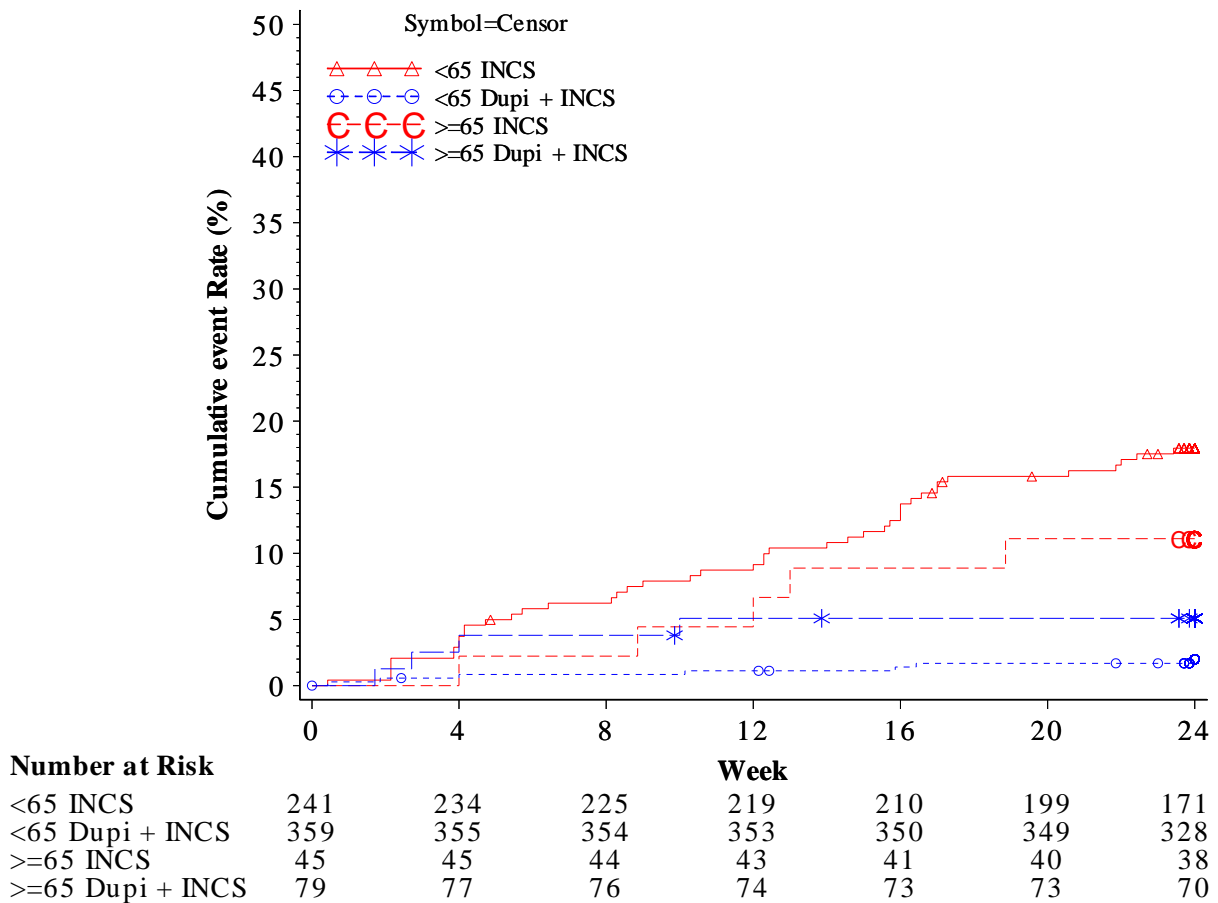 Symbol=Censor
<65 INCS
<65 Dupi + INCS
>=65 INCS
>=65 Dupi + INCS
Cumulative event Rate (%)
50
45
40
35
30
25
20
15
10
5
0
0 4 8 12 16 20 24
Number at Risk Week
<65 INCS 241 234 225 219 210 199 171
<65 Dupi + INCS 359 355 354 353 350 349 328
>=65 INCS 45 45 44 43 41 40 38
>=65 Dupi + INCS 79 77 76 74 73 73 70